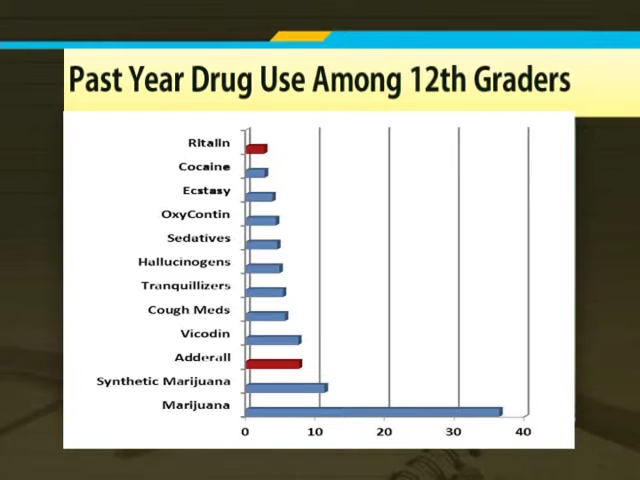 Past Year Drug Use Among 12th Graders
Ritalin
Cocaine
Ecstasy
OxyContin
Sedatives
Hallucinogens
Tranquillizers
Cough Meds
Vicodin
Adderall
Synthetic Marijuana
Marijuana
0 10 20 30 40